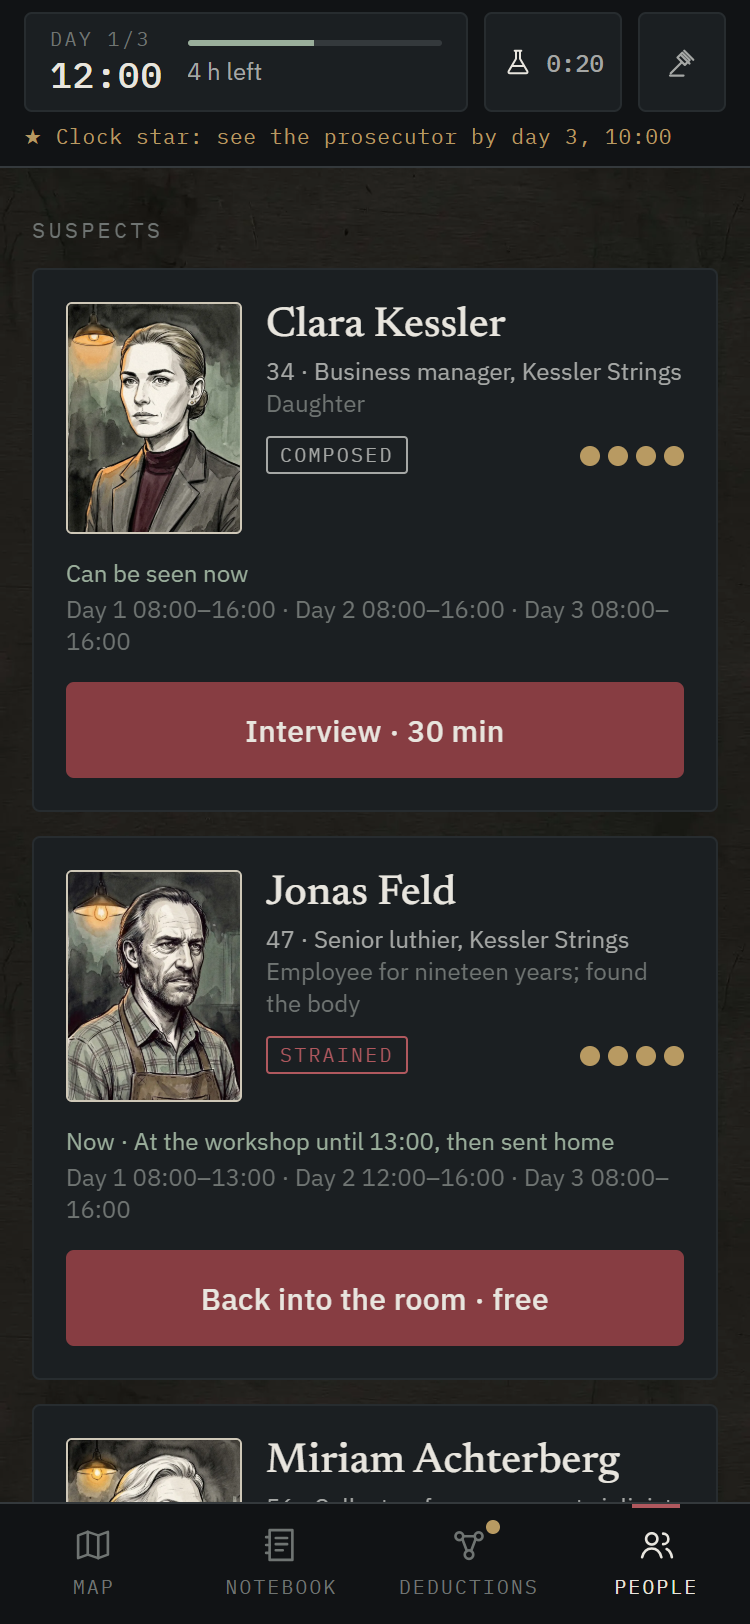 DAY 1/3
12:00
4 h left
0:20
★ Clock star: see the prosecutor by day 3, 10:00
SUSPECTS
Clara Kessler
34 · Business manager, Kessler Strings
Daughter
COMPOSED
Can be seen now
Day 1 08:00–16:00 · Day 2 08:00–16:00 · Day 3 08:00–
16:00
Interview · 30 min
Jonas Feld
47 · Senior luthier, Kessler Strings
Employee for nineteen years; found
the body
STRAINED
Now · At the workshop until 13:00, then sent home
Day 1 08:00–13:00 · Day 2 12:00–16:00 · Day 3 08:00–
16:00
Back into the room · free
Miriam Achterberg
MAP
NOTEBOOK
DEDUCTIONS
PEOPLE